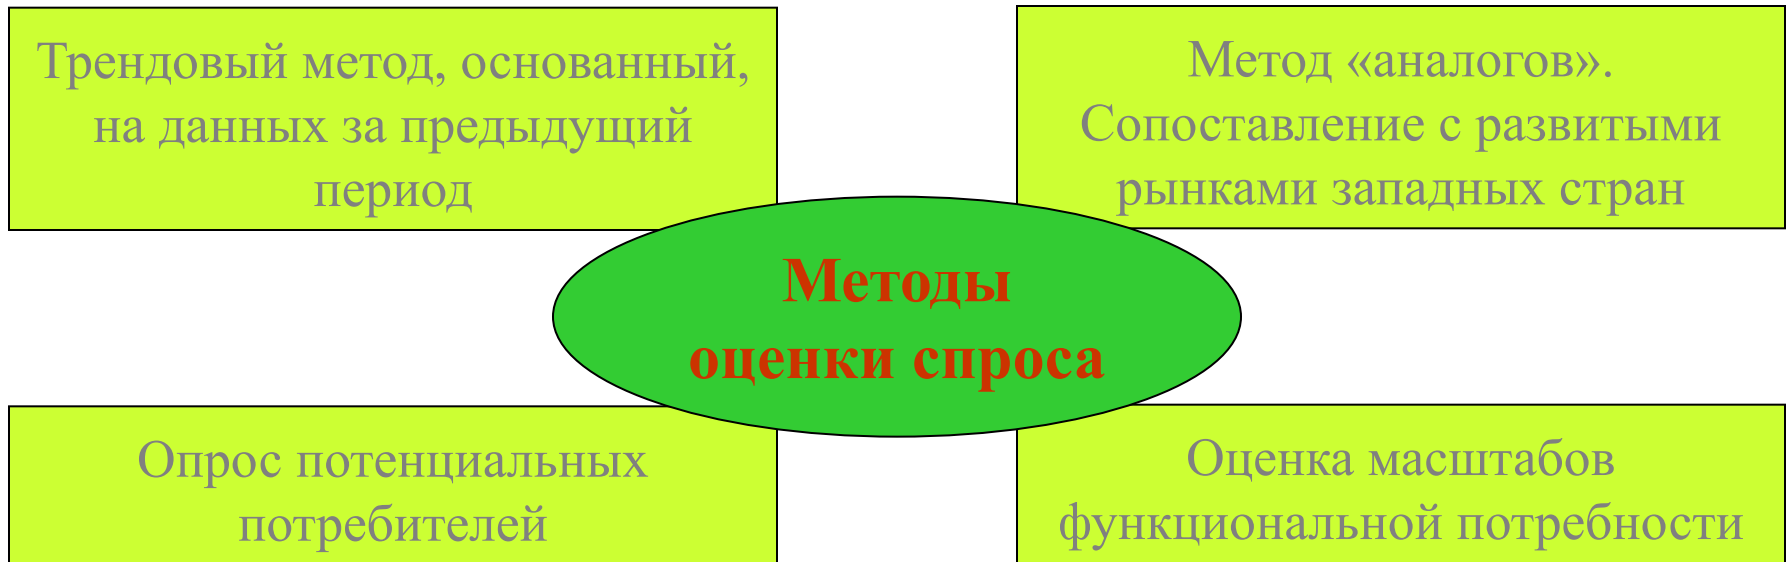 Трендовый метод, основанный,
на данных за предыдущий
период
Метод «аналогов».
Сопоставление с развитыми
рынками западных стран
Методы
оценки спроса
Опрос потенциальных
потребителей
Оценка масштабов
функциональной потребности